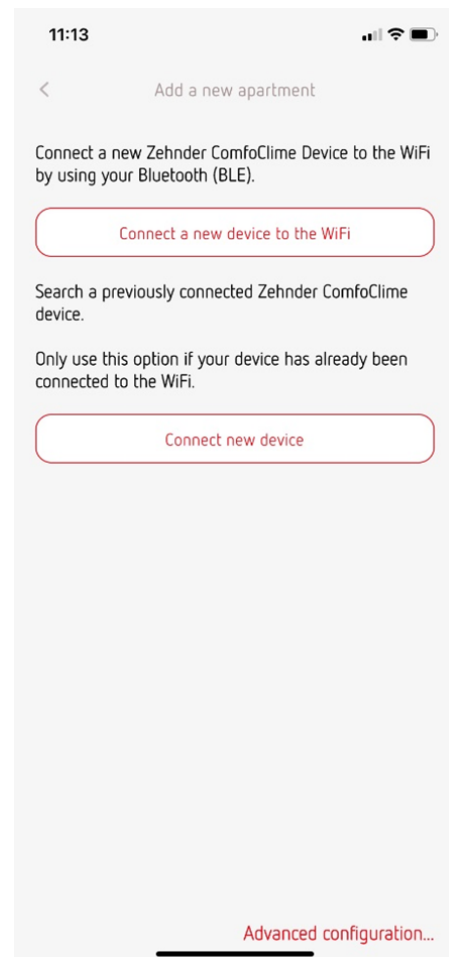 11:13
Add a new apartment
Connect a new Zehnder ComfoClime Device to the WiFi
by using your Bluetooth (BLE).
Connect a new device to the WiFi
Search a previously connected Zehnder ComfoClime
device.
Only use this option if your device has already been
connected to the WiFi.
Connect new device
Advanced configuration...